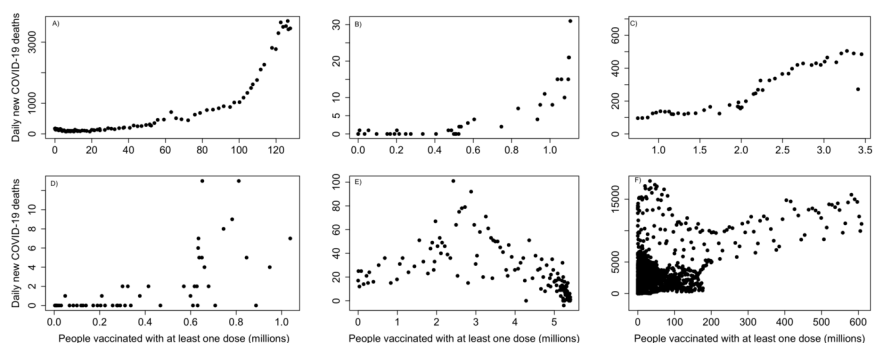 A)
B)
C)
Daily new COVID-19 deaths
0 1000 3000
0 5 10 15 20 25 30
0 200 400 600
0 20 40 60 80 100 120
0.0 0.2 0.4 0.6 0.8 1.0
1.0 1.5 2.0 2.5 3.0 3.5
D)
E)
F)
Daily new COVID-19 deaths
0 2 4 6 8 10
0 20 40 60 80 100
0 5000 15000
0.0 0.2 0.4 0.6 0.8 1.0
0 1 2 3 4 5
0 100 200 300 400 500 600
People vaccinated with at least one dose (millions)
People vaccinated with at least one dose (millions)
People vaccinated with at least one dose (millions)